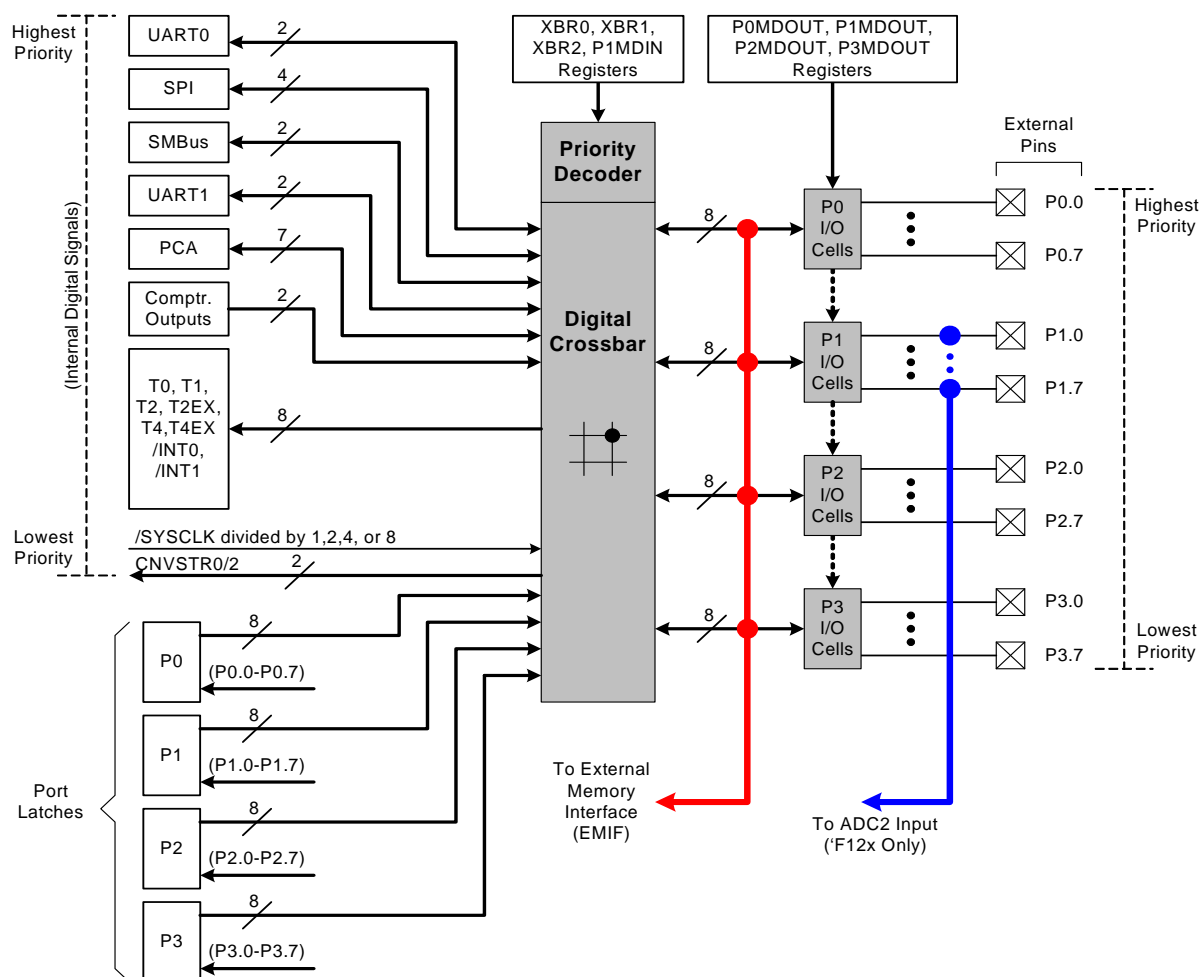 Highest
Priority
UART0
2
SPI
4
SMBus
2
UART1
2
PCA
7
Comptr.
Outputs
2
T0, T1,
T2, T2EX,
T4,T4EX
/INT0,
/INT1
8
(Internal Digital Signals)
Lowest
Priority
/SYSCLK divided by 1,2,4, or 8
CNVSTR0/2
2
XBR0, XBR1,
XBR2, P1MDIN
Registers
P0MDOUT, P1MDOUT,
P2MDOUT, P3MDOUT
Registers
Priority
Decoder
Digital
Crossbar
8
8
8
8
P0
I/O
Cells
P1
I/O
Cells
P2
I/O
Cells
P3
I/O
Cells
External
Pins
P0.0
P0.7
P1.0
P1.7
P2.0
P2.7
P3.0
P3.7
Highest
Priority
Lowest
Priority
Port
Latches
P0
8
(P0.0-P0.7)
P1
8
(P1.0-P1.7)
P2
8
(P2.0-P2.7)
P3
8
(P3.0-P3.7)
To External
Memory
Interface
(EMIF)
To ADC2 Input
('F12x Only)